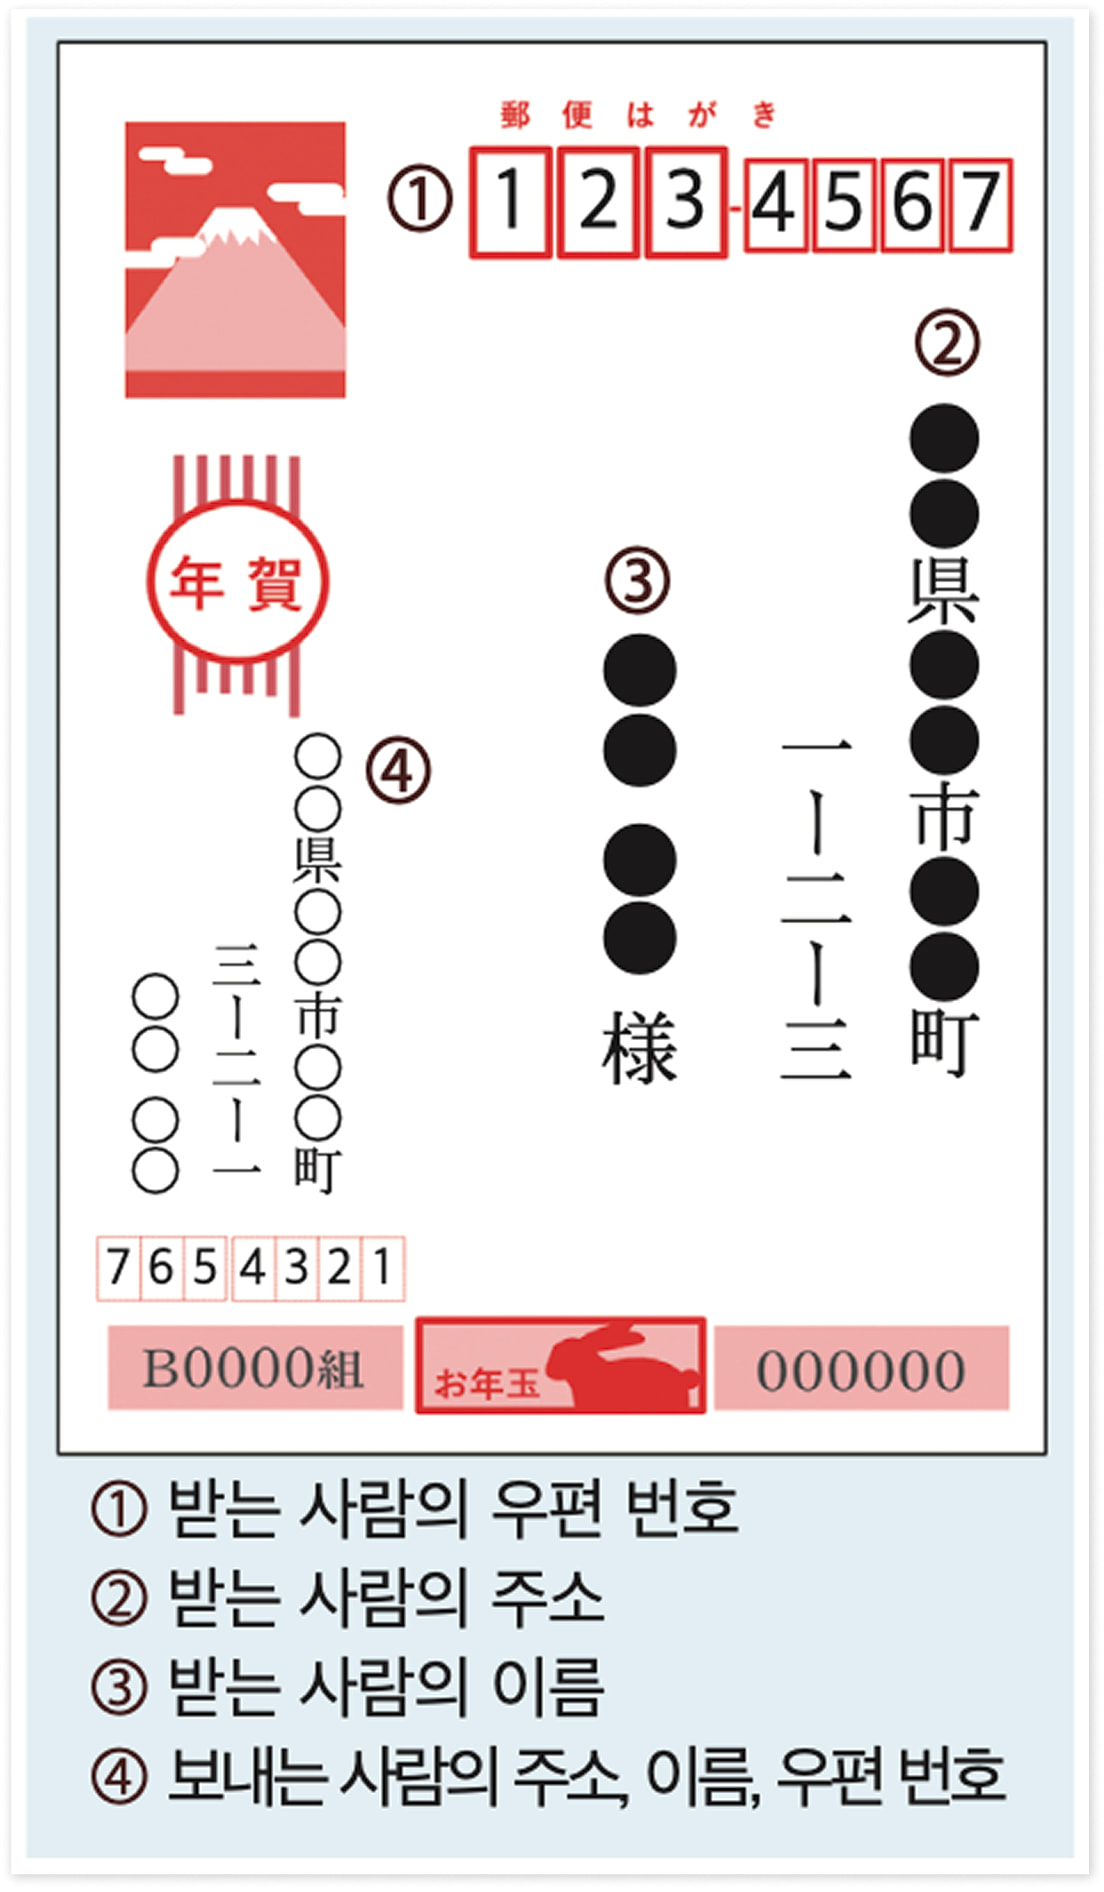 郵便はがき
① 123-4567
②
●●県●●市●●町
一ー二ー三
③
●● ●● 様
年賀
④
○○県○○市○○町
三ー二ー一
○○ ○○
7654321
B0000組
お年玉
000000
① 받는 사람의 우편 번호
② 받는 사람의 주소
③ 받는 사람의 이름
④ 보내는 사람의 주소, 이름, 우편 번호